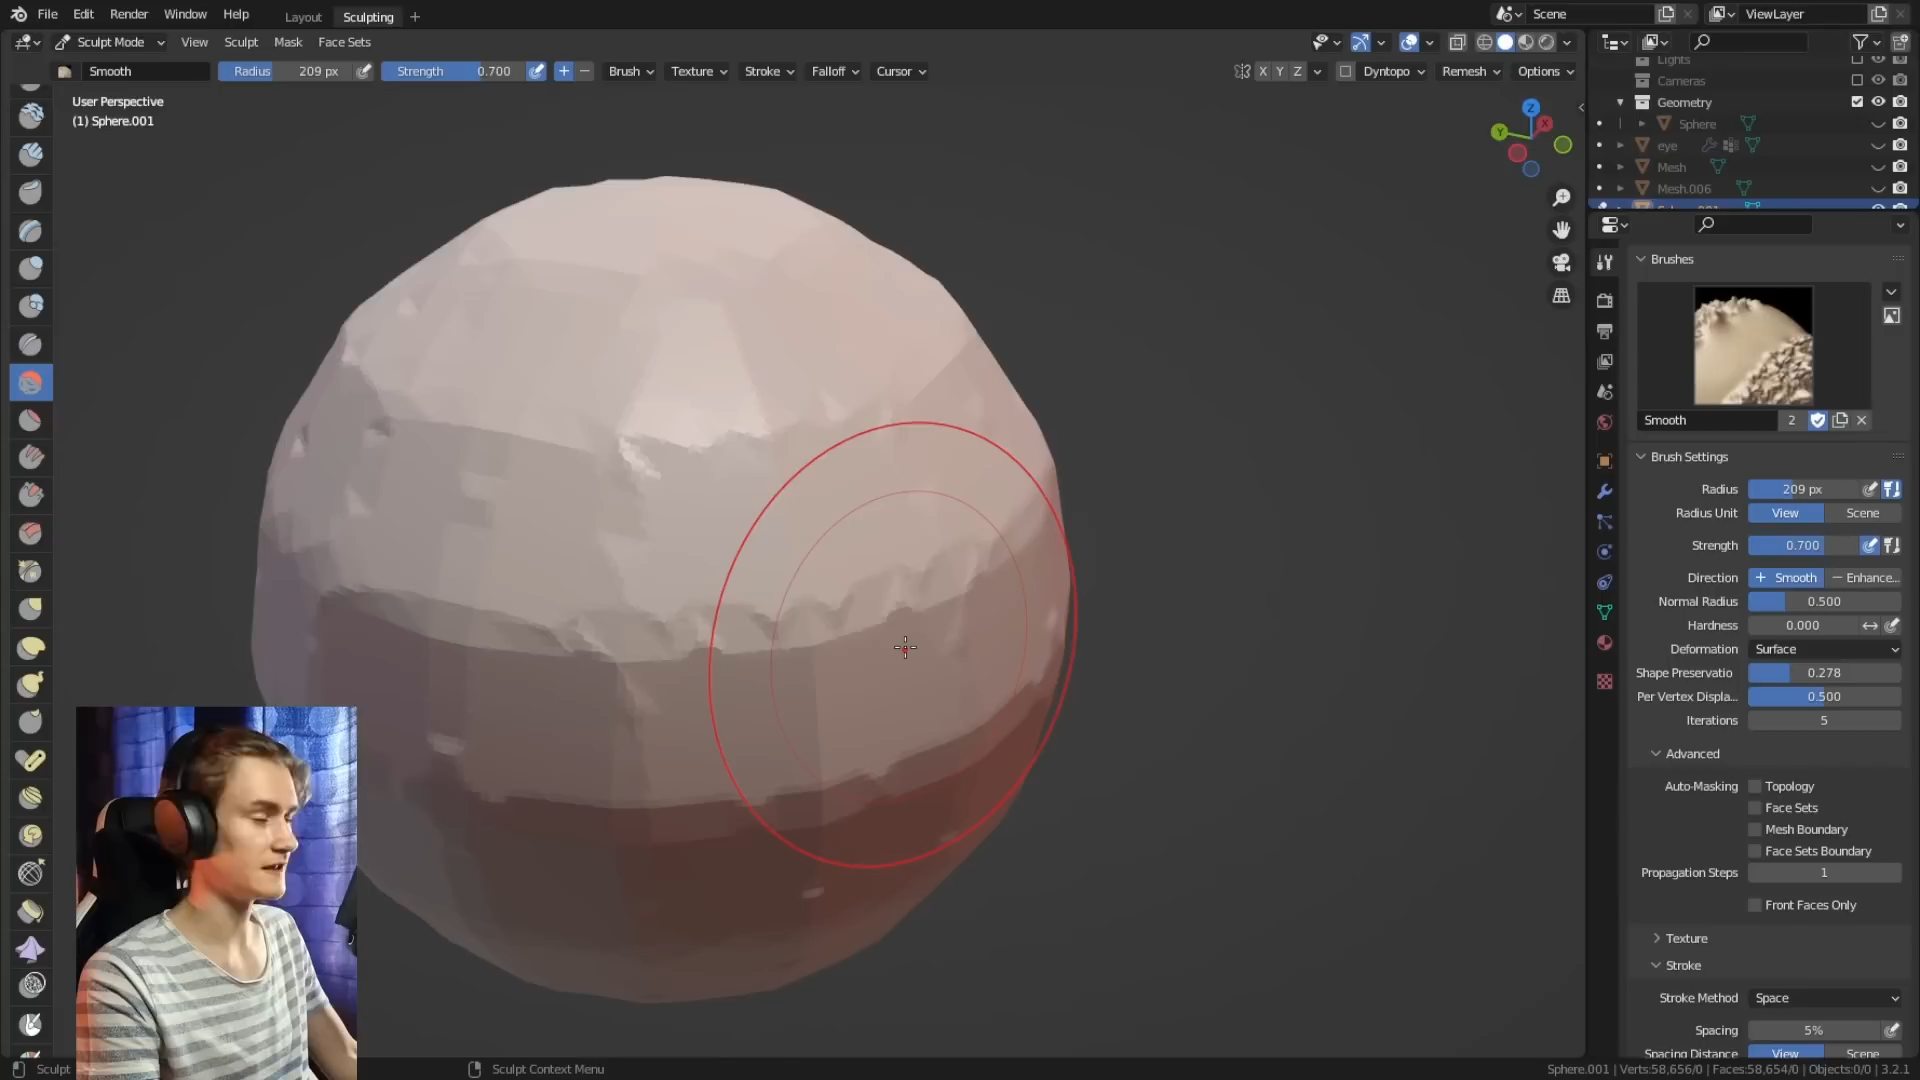 File Edit Render Window Help Layout Sculpting + Scene ViewLayer
Sculpt Mode View Sculpt Mask Face Sets
Smooth Radius 209 px Strength 0.700 + − Brush Texture Stroke Falloff Cursor X Y Z Dyntopo Remesh Options
User Perspective
(1) Sphere.001
Z
Y
X
Lights
Cameras
Geometry
Sphere
eye
Mesh
Mesh.006
Brushes
Smooth 2
Brush Settings
Radius 209 px
Radius Unit View Scene
Strength 0.700
Direction + Smooth − Enhance...
Normal Radius 0.500
Hardness 0.000
Deformation Surface
Shape Preservatio 0.278
Per Vertex Displa... 0.500
Iterations 5
Advanced
Auto-Masking Topology
Face Sets
Mesh Boundary
Face Sets Boundary
Propagation Steps 1
Front Faces Only
Texture
Stroke
Stroke Method Space
Spacing 5%
Spacing Distance View Scene
Sculpt Sculpt Context Menu Sphere.001 | Verts:58,656/0 | Faces:58,654/0 | Objects:0/0 | 3.2.1